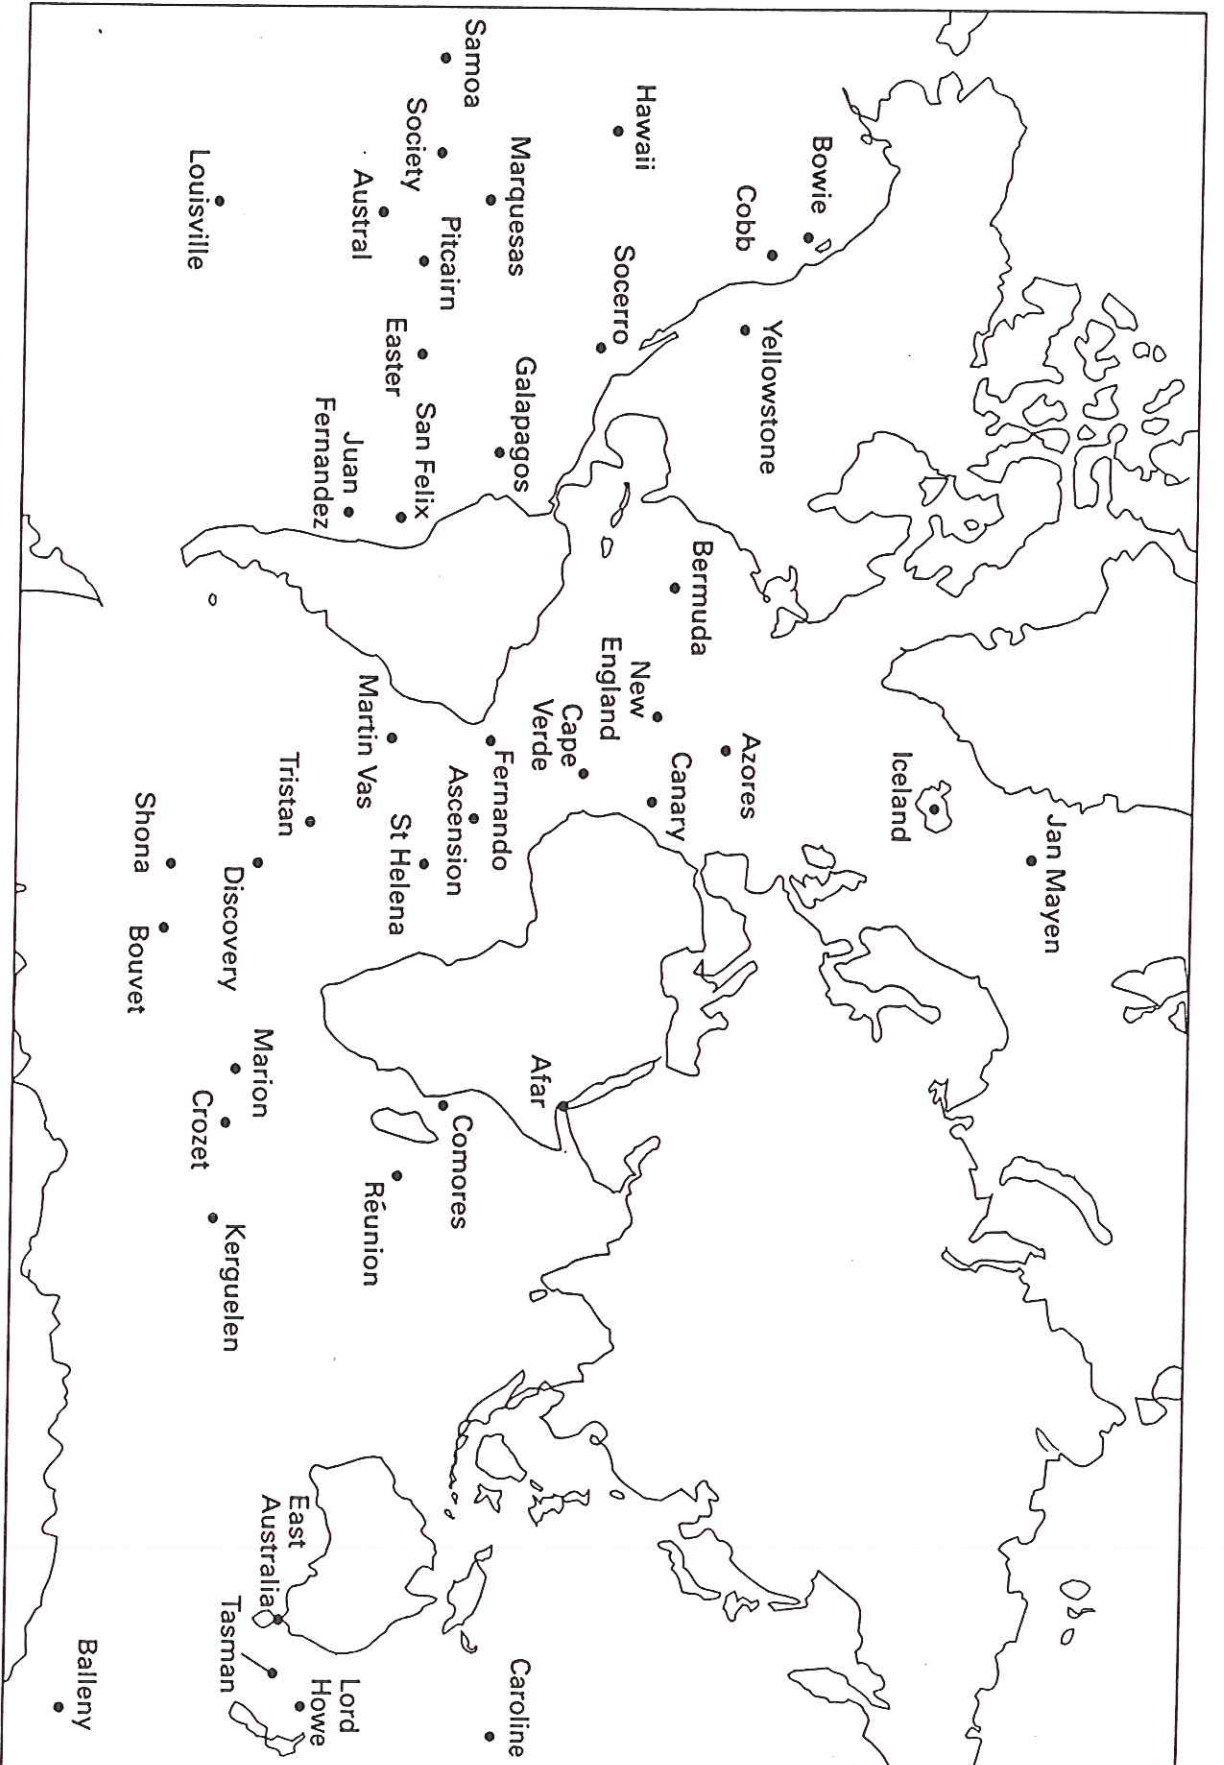 Jan Mayen
Iceland
Bowie
Cobb
Yellowstone
Azores
Bermuda
New
England
Canary
Hawaii
Socerro
Cape
Verde
Afar
Marquesas
Galapagos
Fernando
Caroline
Samoa
Society
Pitcairn
Ascension
Comores
Austral
Easter
San Felix
St Helena
Réunion
Juan
Fernandez
Martin Vas
Lord
Howe
Tristan
East
Australia
Louisville
Discovery
Marion
Crozet
Kerguelen
Tasman
Shona
Bouvet
Balleny